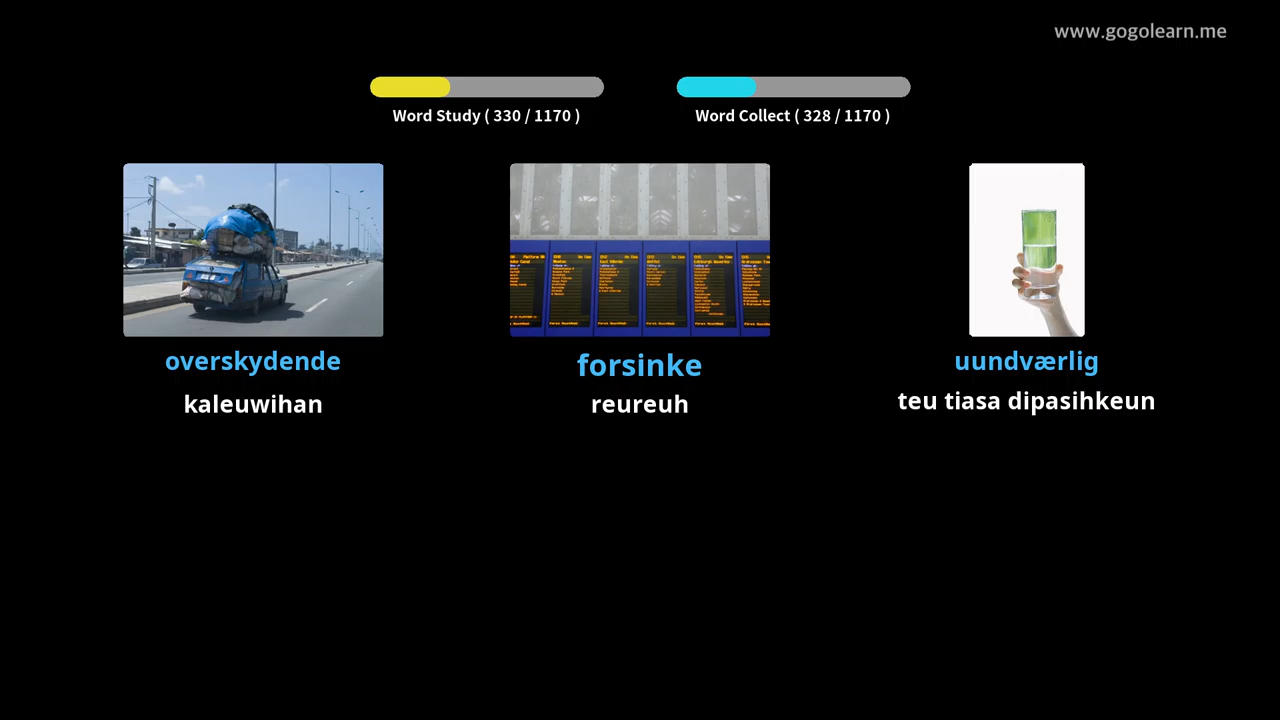 www.gogolearn.me
Word Study ( 330 / 1170 )
Word Collect ( 328 / 1170 )
overskydende
forsinke
uundværlig
kaleuwihan
reureuh
teu tiasa dipasihkeun